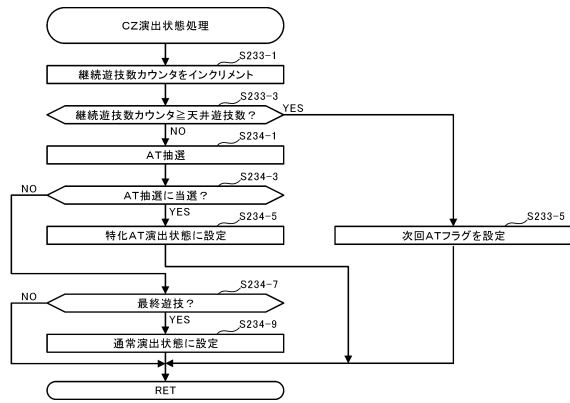 CZ演出状態処理
S233-1
継続遊技数カウンタをインクリメント
S233-3
継続遊技数カウンタ≧天井遊技数？
YES
NO
S234-1
AT抽選
S234-3
NO
AT抽選に当選？
YES
S234-5
特化AT演出状態に設定
S233-5
次回ATフラグを設定
S234-7
NO
最終遊技？
YES
S234-9
通常演出状態に設定
RET